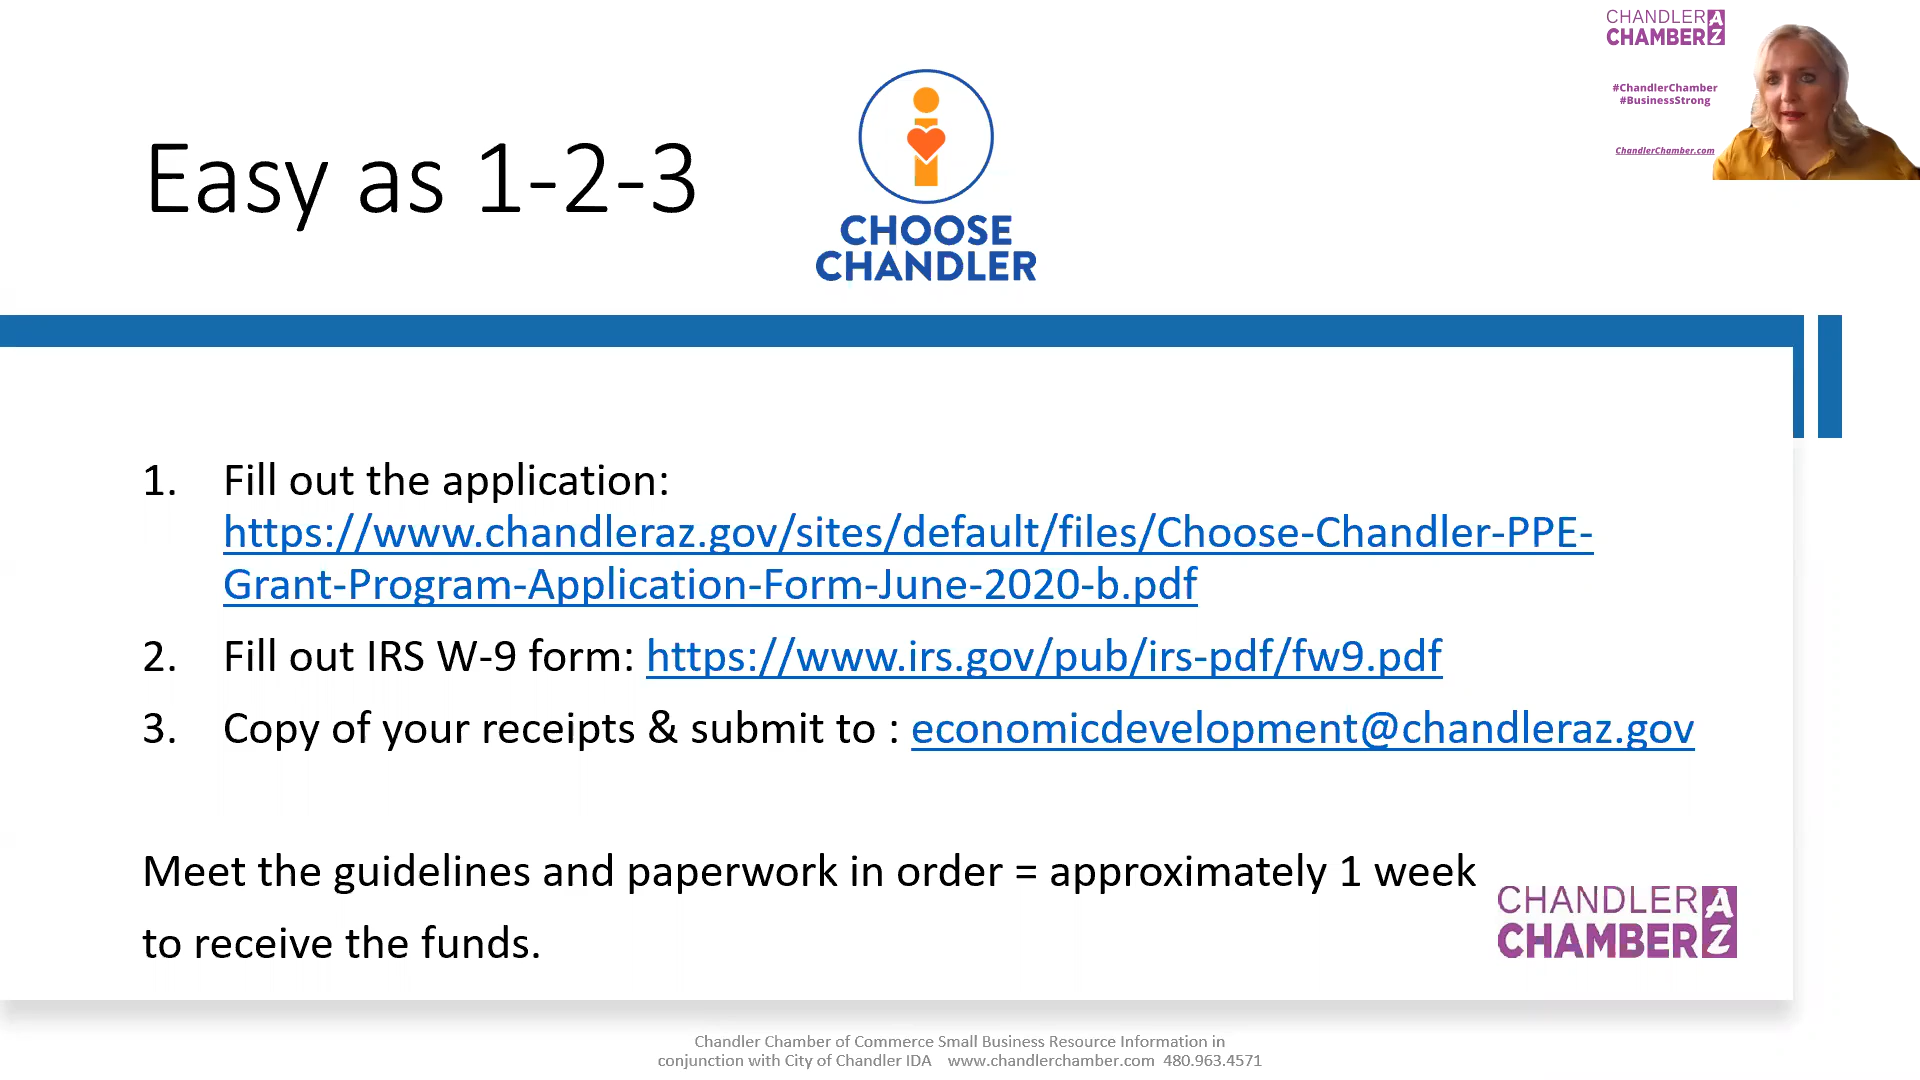 Easy as 1-2-3
CHOOSE
CHANDLER
CHANDLER AZ
CHAMBER
#ChandlerChamber
#BusinessStrong
ChandlerChamber.com
1. Fill out the application:
https://www.chandleraz.gov/sites/default/files/Choose-Chandler-PPE-
Grant-Program-Application-Form-June-2020-b.pdf
2. Fill out IRS W-9 form: https://www.irs.gov/pub/irs-pdf/fw9.pdf
3. Copy of your receipts & submit to : economicdevelopment@chandleraz.gov
Meet the guidelines and paperwork in order = approximately 1 week
to receive the funds.
CHANDLER AZ
CHAMBER
Chandler Chamber of Commerce Small Business Resource Information in
conjunction with City of Chandler IDA www.chandlerchamber.com 480.963.4571